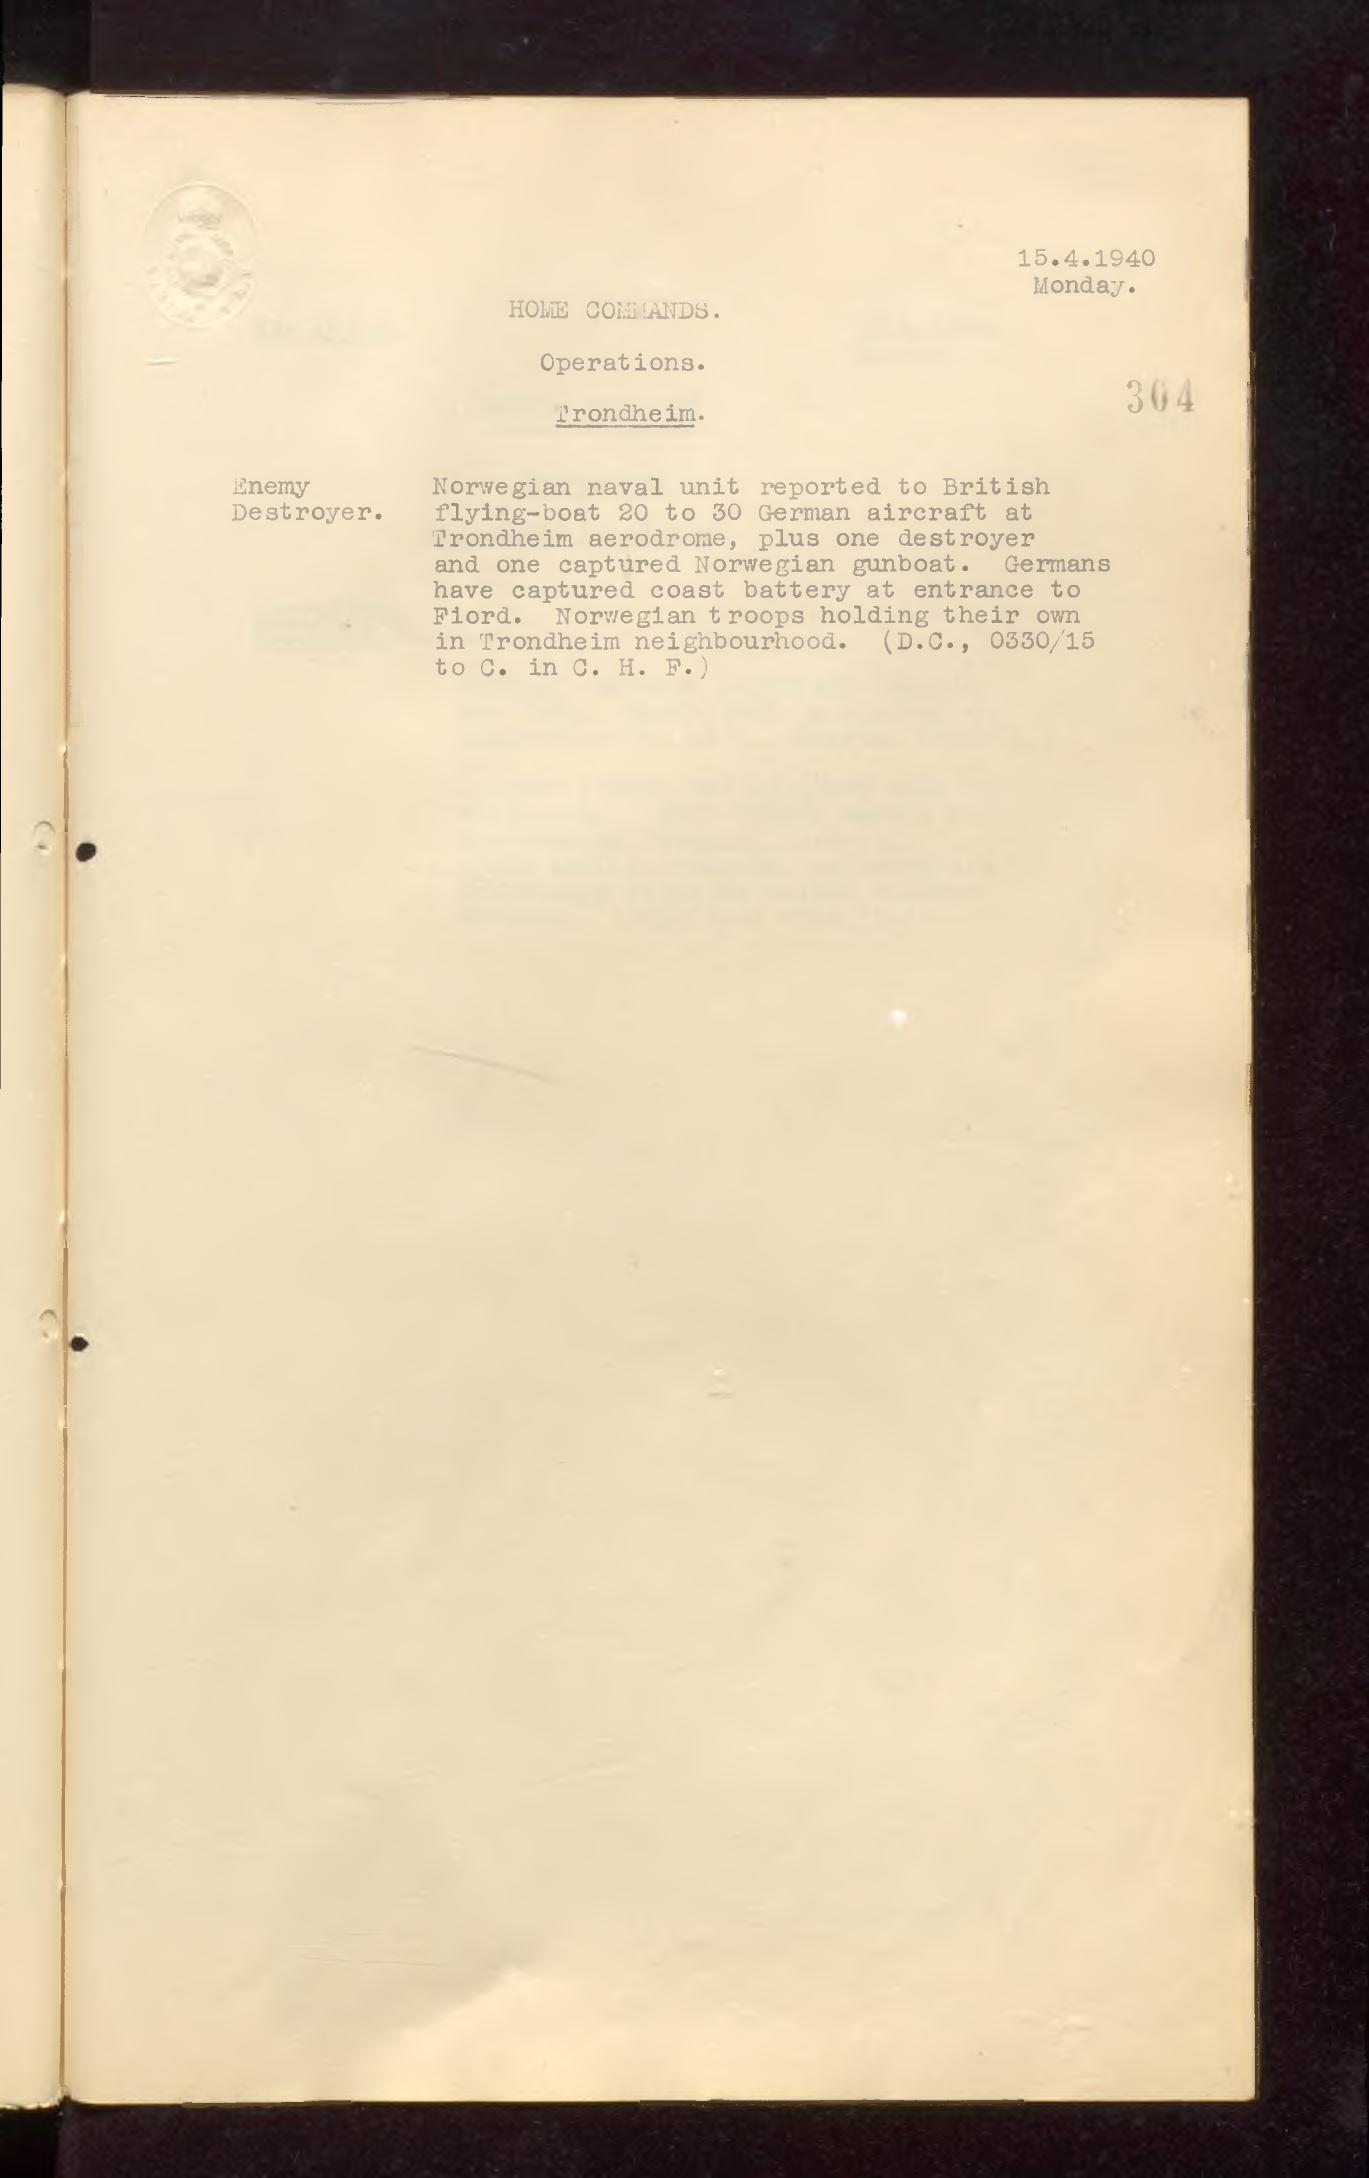 15.4.1940
Monday.
HOME COMMANDS.
Operations.
304
Trondheim.
Enemy
Destroyer.
Norwegian naval unit reported to British
flying-boat 20 to 30 German aircraft at
Trondheim aerodrome, plus one destroyer
and one captured Norwegian gunboat. Germans
have captured coast battery at entrance to
Fiord. Norwegian troops holding their own
in Trondheim neighbourhood. (D.C., 0330/15
to C. in C. H. F.)